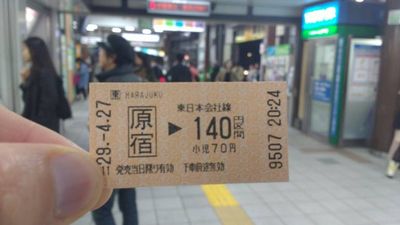 東 HARAJUKU
原宿
東日本会社線
▶ 140円区間
小児70円
発売当日限り有効 下車前途無効
29.-4.27
9507 20:24